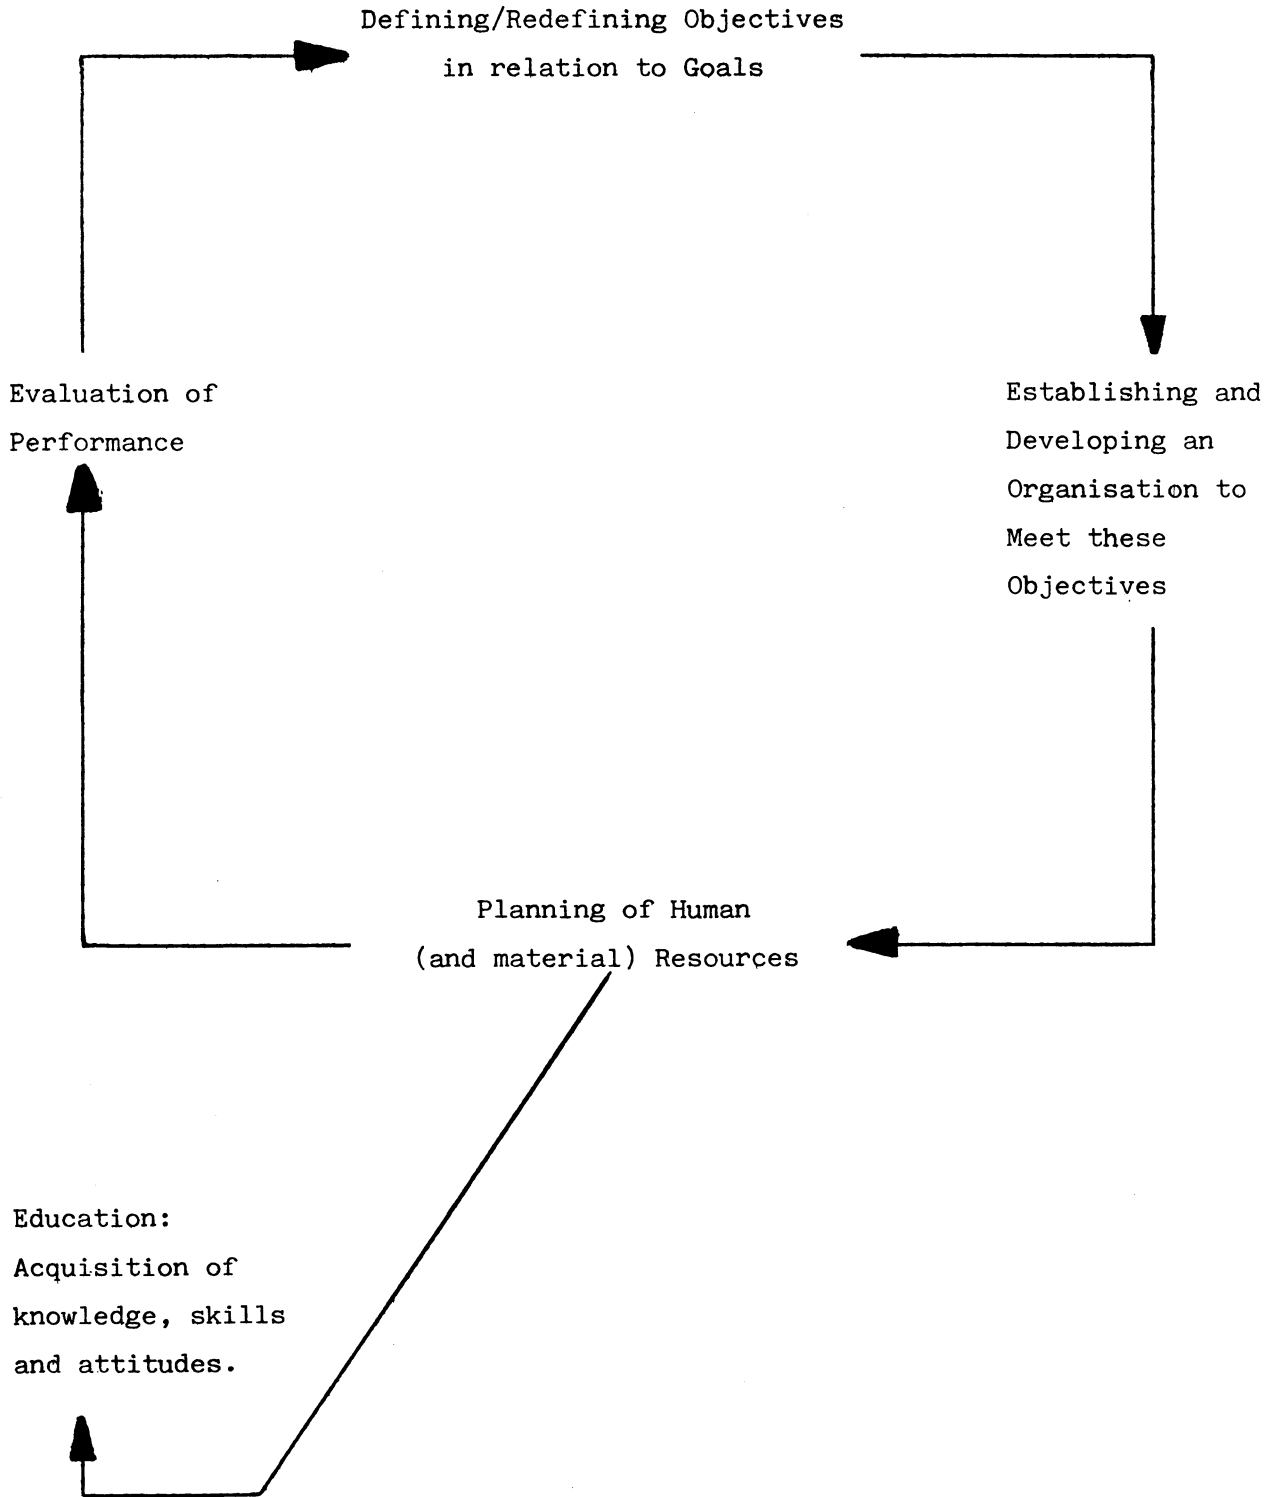 Defining/Redefining Objectives
in relation to Goals
Evaluation of
Performance
Establishing and
Developing an
Organisation to
Meet these
Objectives
Planning of Human
(and material) Resources
Education:
Acquisition of
knowledge, skills
and attitudes.